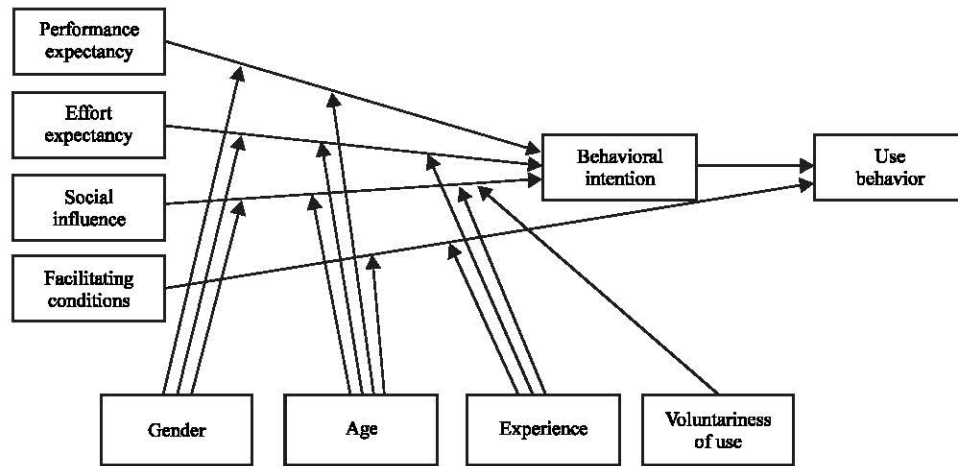 Performance
expectancy
Effort
expectancy
Social
influence
Facilitating
conditions
Behavioral
intention
Use
behavior
Gender
Age
Experience
Voluntariness
of use